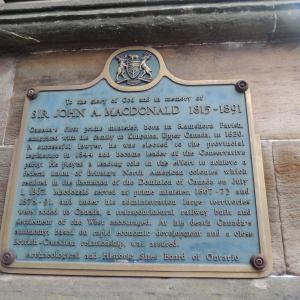 To the glory of God and in memory of
SIR JOHN A. MACDONALD 1815-1891
Canada's first prime minister, born in Ramshorn Parish,
emigrated with his family to Kingston, Upper Canada, in 1820.
A successful lawyer, he was elected to the provincial
legislature in 1844 and became leader of the Conservative
party. He played a leading role in the effort to achieve a
federal union of Britain's North American colonies which
resulted in the formation of the Dominion of Canada on July
1, 1867. Macdonald served as prime minister, 1867-73 and
1878-91, and under his administration large territories
were added to Canada, a transcontinental railway built and
settlement of the West encouraged. At his death Canada's
autonomy, based on rapid economic development and a close
British-Canadian relationship, was assured.
Archaeological and Historic Sites Board of Ontario